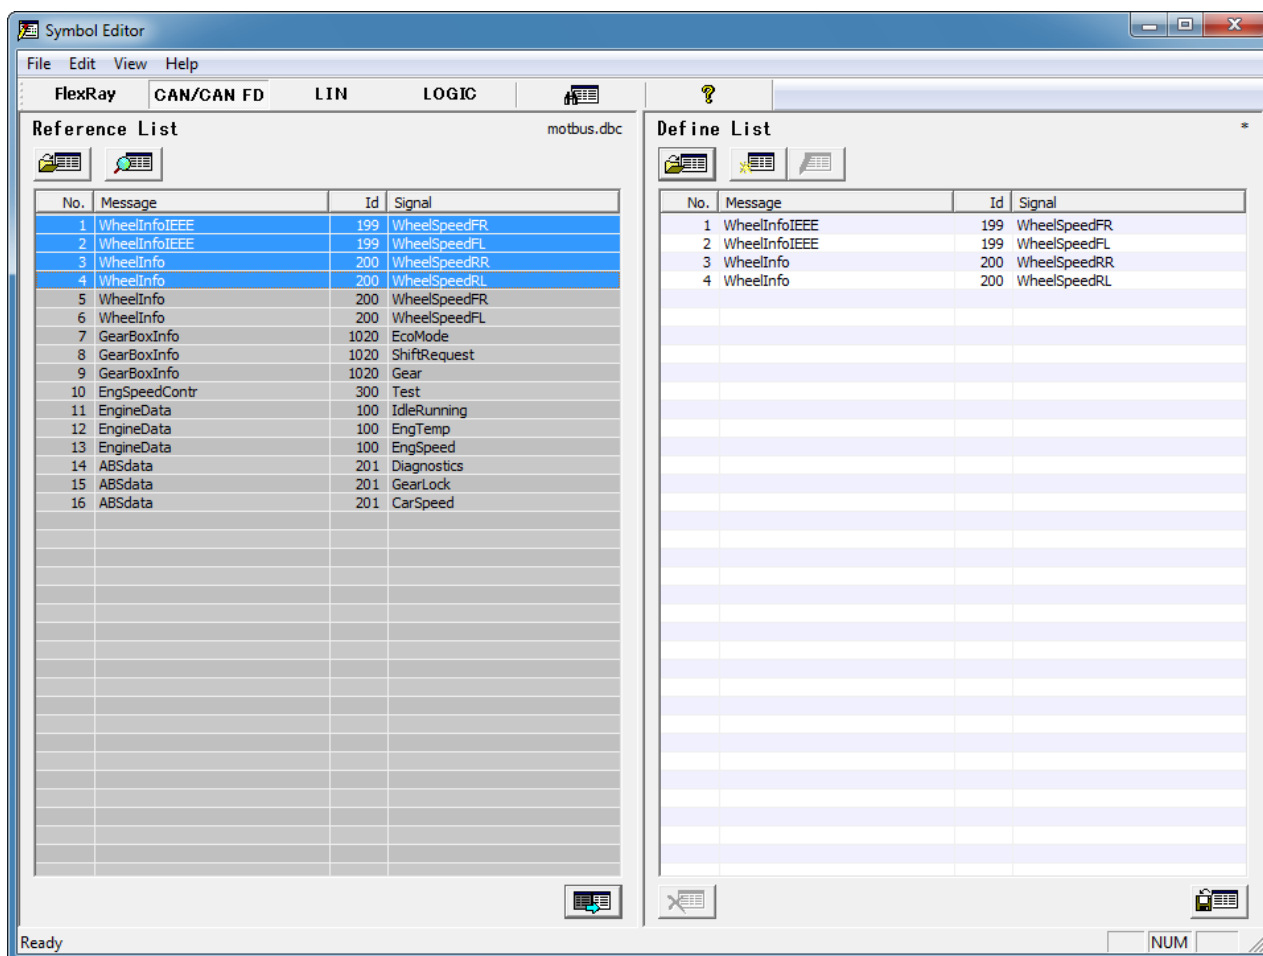 Symbol Editor
File Edit View Help
FlexRay CAN/CAN FD LIN LOGIC
Reference List motbus.dbc
No. Message Id Signal
1 WheelInfoIEEE 199 WheelSpeedFR
2 WheelInfoIEEE 199 WheelSpeedFL
3 WheelInfo 200 WheelSpeedRR
4 WheelInfo 200 WheelSpeedRL
5 WheelInfo 200 WheelSpeedFR
6 WheelInfo 200 WheelSpeedFL
7 GearBoxInfo 1020 EcoMode
8 GearBoxInfo 1020 ShiftRequest
9 GearBoxInfo 1020 Gear
10 EngSpeedContr 300 Test
11 EngineData 100 IdleRunning
12 EngineData 100 EngTemp
13 EngineData 100 EngSpeed
14 ABSdata 201 Diagnostics
15 ABSdata 201 GearLock
16 ABSdata 201 CarSpeed
Define List *
No. Message Id Signal
1 WheelInfoIEEE 199 WheelSpeedFR
2 WheelInfoIEEE 199 WheelSpeedFL
3 WheelInfo 200 WheelSpeedRR
4 WheelInfo 200 WheelSpeedRL
Ready NUM